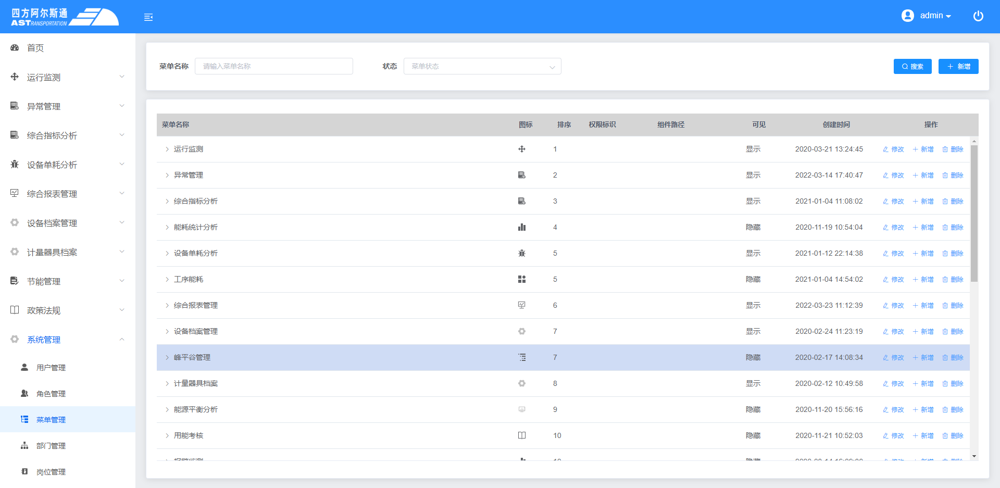 四方阿尔斯通
ASTRANSPORTATION
admin
首页
运行监测
异常管理
综合指标分析
设备单耗分析
综合报表管理
设备档案管理
计量器具档案
节能管理
政策法规
系统管理
用户管理
角色管理
菜单管理
部门管理
岗位管理
菜单名称 请输入菜单名称 状态 菜单状态 搜索 新增
菜单名称 图标 排序 权限标识 组件路径 可见 创建时间 操作
运行监测 1 显示 2020-03-21 13:24:45 修改 新增 删除
异常管理 2 显示 2022-03-14 17:40:47 修改 新增 删除
综合指标分析 3 显示 2021-01-04 11:08:02 修改 新增 删除
能耗统计分析 4 隐藏 2020-11-19 10:54:04 修改 新增 删除
设备单耗分析 5 显示 2021-01-12 22:14:38 修改 新增 删除
工序能耗 5 隐藏 2021-01-04 14:54:02 修改 新增 删除
综合报表管理 6 显示 2022-03-23 11:12:39 修改 新增 删除
设备档案管理 7 显示 2020-02-24 11:23:19 修改 新增 删除
峰平谷管理 7 隐藏 2020-02-17 14:08:34 修改 新增 删除
计量器具档案 8 显示 2020-02-12 10:49:58 修改 新增 删除
能源平衡分析 9 隐藏 2020-11-20 15:56:16 修改 新增 删除
用能考核 10 隐藏 2020-11-21 10:52:03 修改 新增 删除